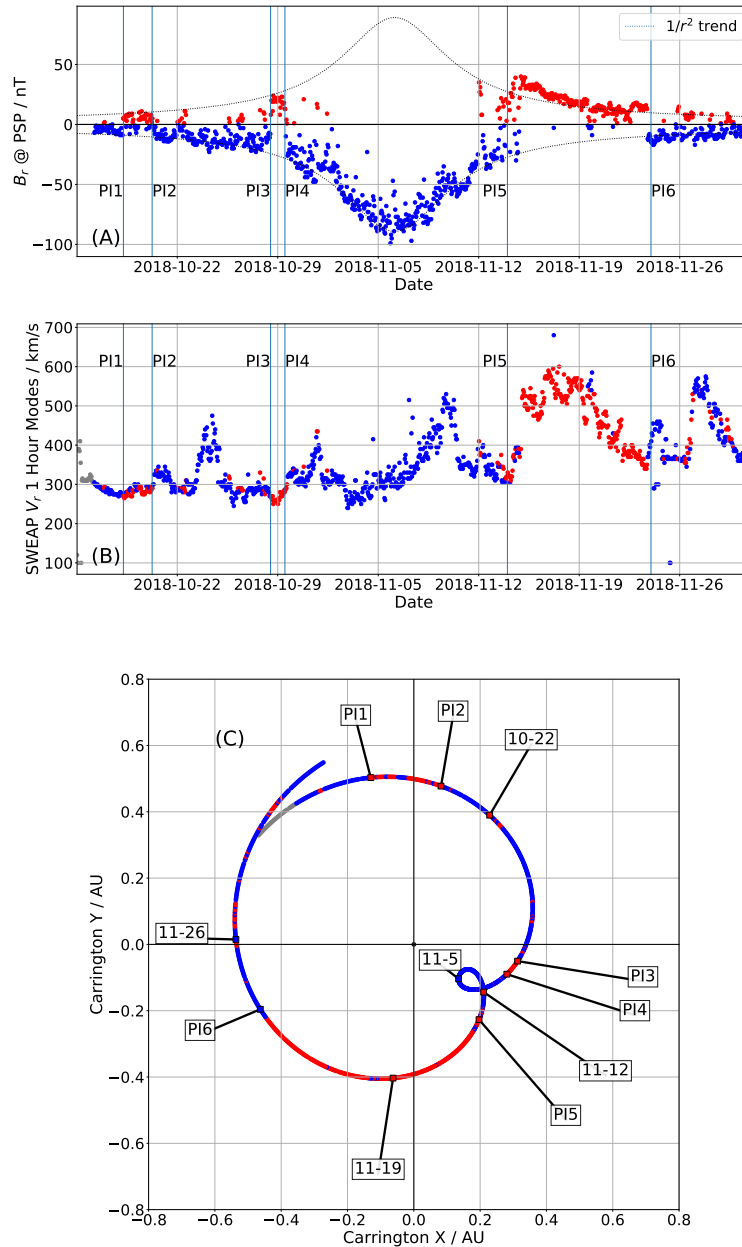 1/r² trend
50
0
−50
−100
B_r @ PSP / nT
PI1
PI2
PI3
PI4
PI5
PI6
(A)
2018-10-22
2018-10-29
2018-11-05
2018-11-12
2018-11-19
2018-11-26
Date
700
600
500
400
300
200
100
SWEAP V_r 1 Hour Modes / km/s
PI1
PI2
PI3
PI4
PI5
PI6
(B)
2018-10-22
2018-10-29
2018-11-05
2018-11-12
2018-11-19
2018-11-26
Date
0.8
0.6
0.4
0.2
0.0
−0.2
−0.4
−0.6
−0.8
Carrington Y / AU
(C)
PI1
PI2
10-22
11-26
11-5
PI3
PI4
PI6
11-12
PI5
11-19
−0.8
−0.6
−0.4
−0.2
0.0
0.2
0.4
0.6
0.8
Carrington X / AU